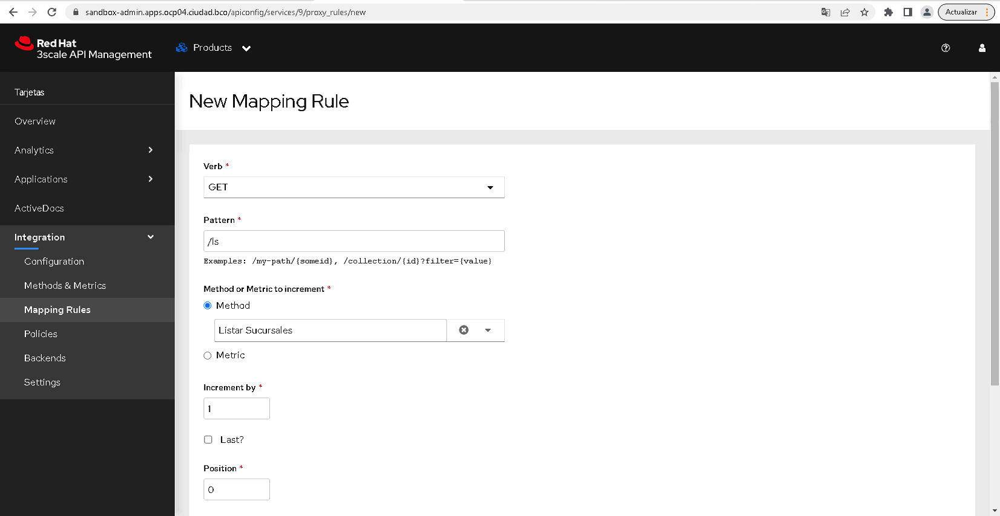 sandbox-admin.apps.ocp04.ciudad.bco/apiconfig/services/9/proxy_rules/new
Actualizar
Red Hat
3scale API Management
Products
Tarjetas
Overview
Analytics
Applications
ActiveDocs
Integration
Configuration
Methods & Metrics
Mapping Rules
Policies
Backends
Settings
New Mapping Rule
Verb *
GET
Pattern *
/ls
Examples: /my-path/{someid}, /collection/{id}?filter={value}
Method or Metric to increment *
Method
Listar Sucursales
Metric
Increment by *
1
Last?
Position *
0